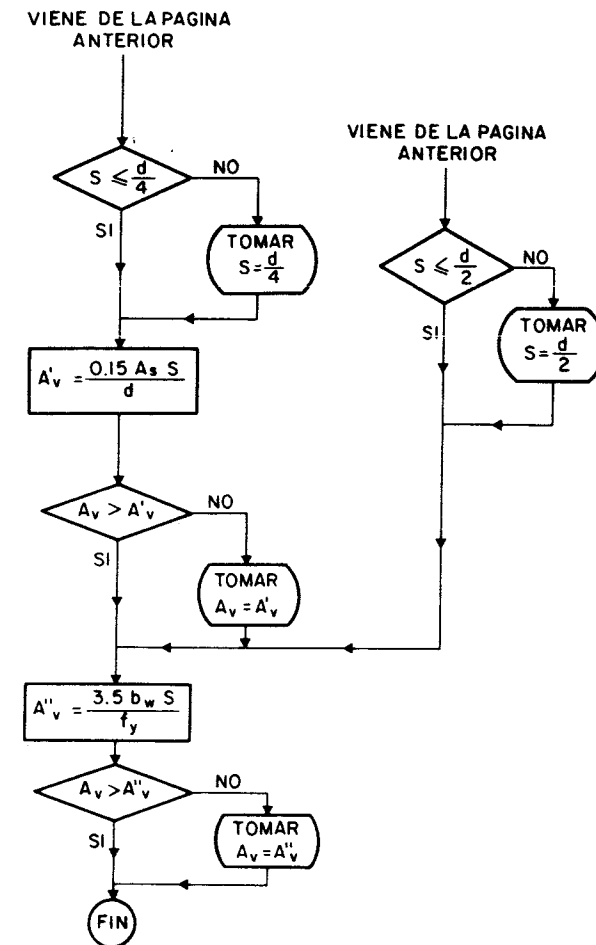 VIENE DE LA PAGINA
ANTERIOR
S ≤ d/4
NO
SI
TOMAR
S = d/4
A'v = 0.15 As S / d
Av > A'v
NO
SI
TOMAR
Av = A'v
VIENE DE LA PAGINA
ANTERIOR
S ≤ d/2
NO
SI
TOMAR
S = d/2
A''v = 3.5 bw S / fy
Av > A''v
NO
SI
TOMAR
Av = A''v
FIN